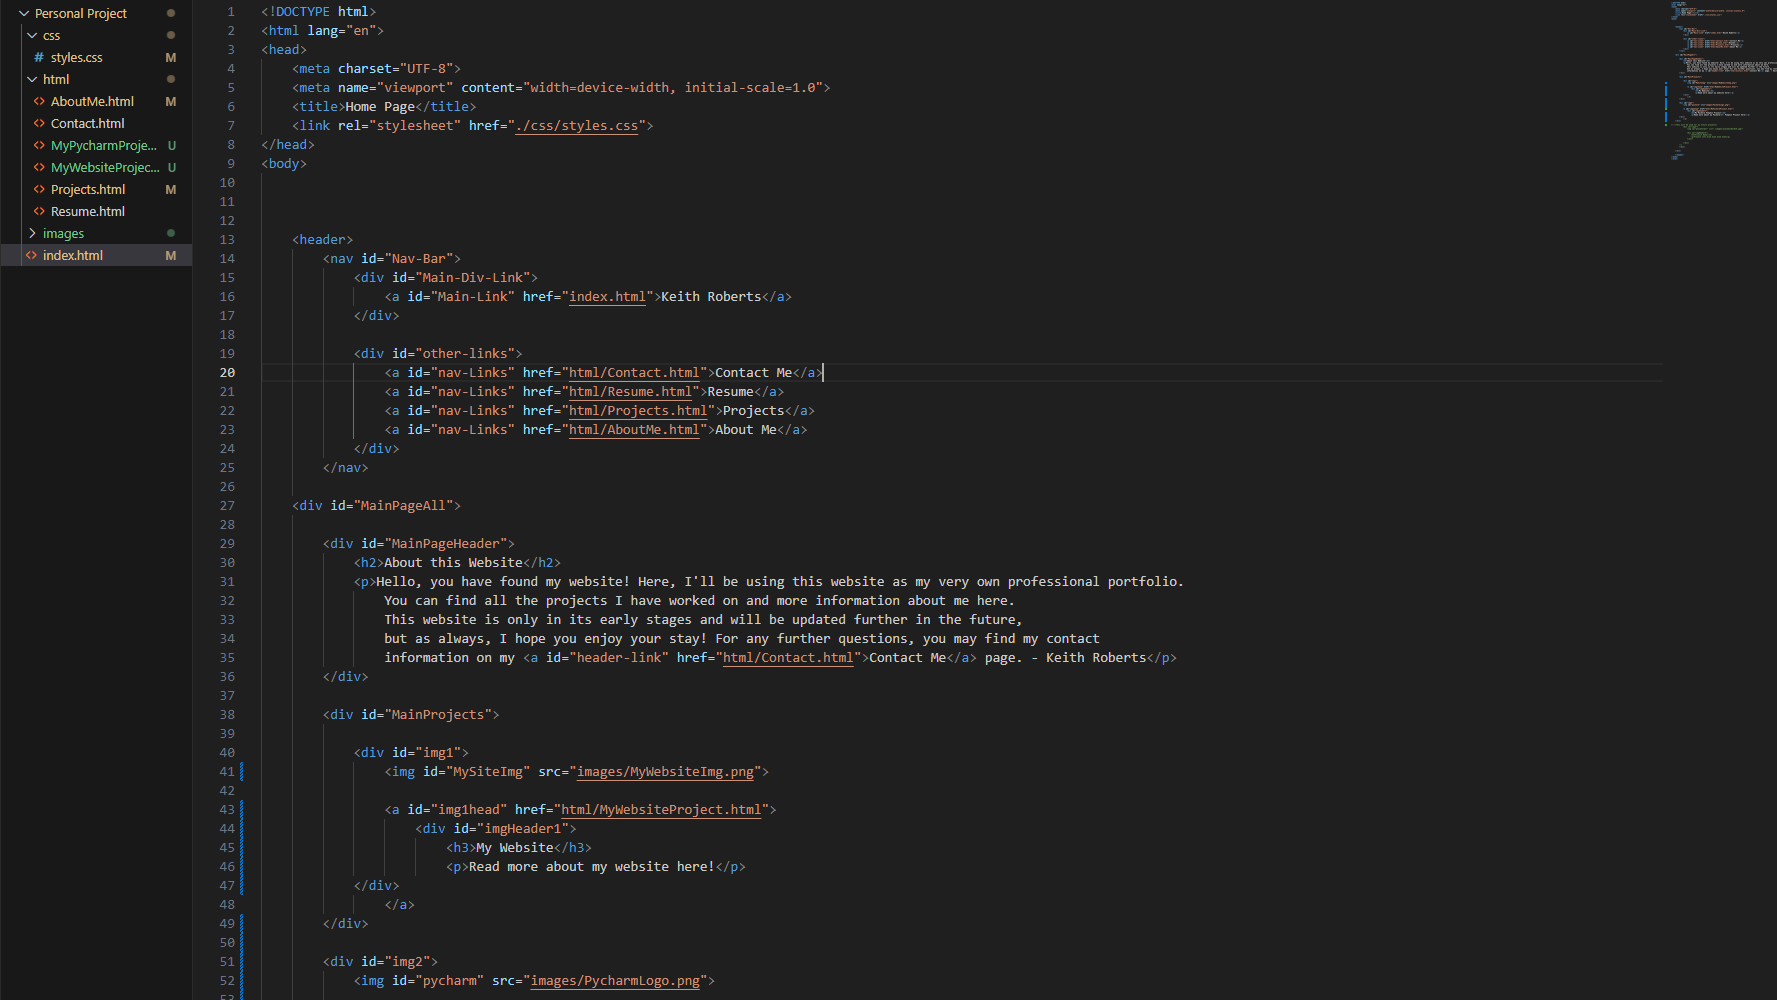 Personal Project
css
# styles.css M
html
<> AboutMe.html M
<> Contact.html
<> MyPycharmProje... U
<> MyWebsiteProjec... U
<> Projects.html M
<> Resume.html
images
<> index.html M
1 <!DOCTYPE html>
2 <html lang="en">
3 <head>
4 <meta charset="UTF-8">
5 <meta name="viewport" content="width=device-width, initial-scale=1.0">
6 <title>Home Page</title>
7 <link rel="stylesheet" href="./css/styles.css">
8 </head>
9 <body>
10
11
12
13 <header>
14 <nav id="Nav-Bar">
15 <div id="Main-Div-Link">
16 <a id="Main-Link" href="index.html">Keith Roberts</a>
17 </div>
18
19 <div id="other-links">
20 <a id="nav-Links" href="html/Contact.html">Contact Me</a>
21 <a id="nav-Links" href="html/Resume.html">Resume</a>
22 <a id="nav-Links" href="html/Projects.html">Projects</a>
23 <a id="nav-Links" href="html/AboutMe.html">About Me</a>
24 </div>
25 </nav>
26
27 <div id="MainPageAll">
28
29 <div id="MainPageHeader">
30 <h2>About this Website</h2>
31 <p>Hello, you have found my website! Here, I'll be using this website as my very own professional portfolio.
32 You can find all the projects I have worked on and more information about me here.
33 This website is only in its early stages and will be updated further in the future,
34 but as always, I hope you enjoy your stay! For any further questions, you may find my contact
35 information on my <a id="header-link" href="html/Contact.html">Contact Me</a> page. - Keith Roberts</p>
36 </div>
37
38 <div id="MainProjects">
39
40 <div id="img1">
41 <img id="MySiteImg" src="images/MyWebsiteImg.png">
42
43 <a id="img1head" href="html/MyWebsiteProject.html">
44 <div id="imgHeader1">
45 <h3>My Website</h3>
46 <p>Read more about my website here!</p>
47 </div>
48 </a>
49 </div>
50
51 <div id="img2">
52 <img id="pycharm" src="images/PycharmLogo.png">
53